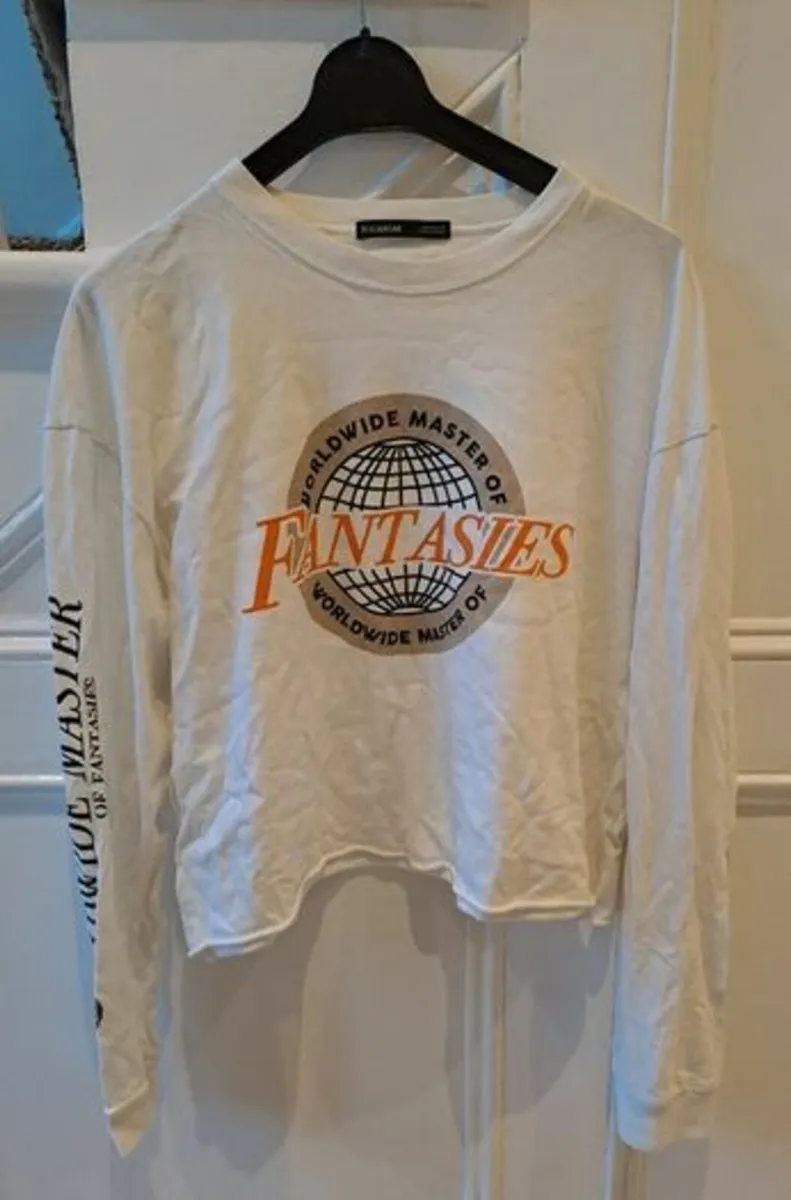 WORLDWIDE MASTER OF
FANTASIES
WORLDWIDE MASTER OF
MASTER
OF FANTASIES